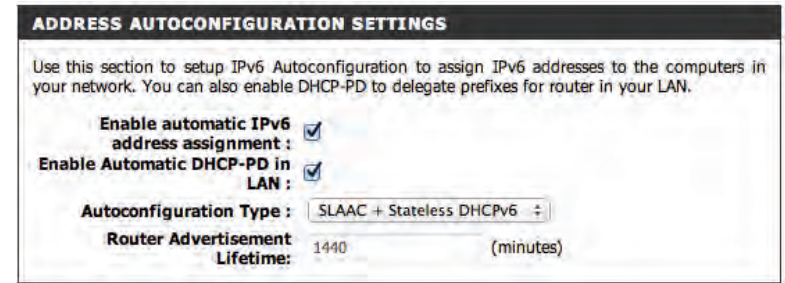 ADDRESS AUTOCONFIGURATION SETTINGS
Use this section to setup IPv6 Autoconfiguration to assign IPv6 addresses to the computers in
your network. You can also enable DHCP-PD to delegate prefixes for router in your LAN.
Enable automatic IPv6
address assignment :
Enable Automatic DHCP-PD in
LAN :
Autoconfiguration Type : SLAAC + Stateless DHCPv6
Router Advertisement
Lifetime: 1440 (minutes)